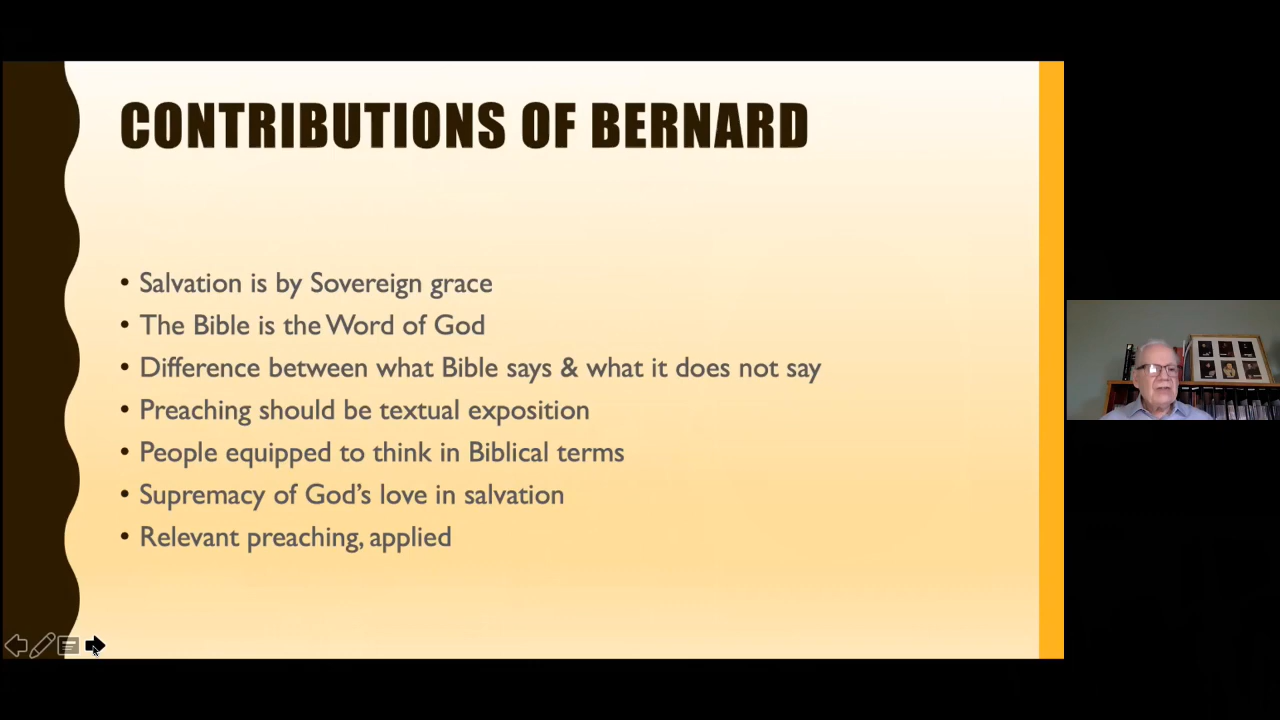 CONTRIBUTIONS OF BERNARD
• Salvation is by Sovereign grace
• The Bible is the Word of God
• Difference between what Bible says & what it does not say
• Preaching should be textual exposition
• People equipped to think in Biblical terms
• Supremacy of God's love in salvation
• Relevant preaching, applied